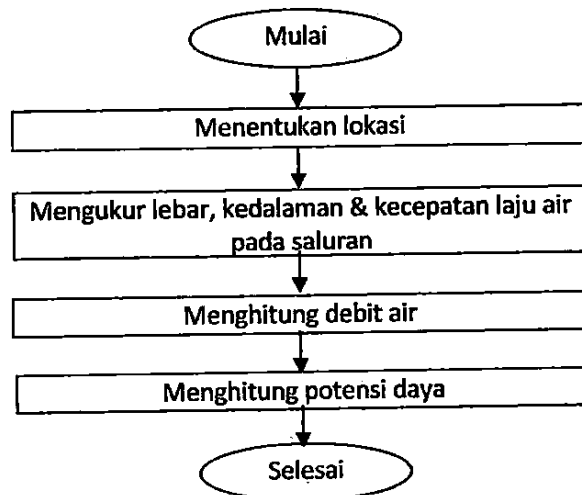 Mulai
Menentukan lokasi
Mengukur lebar, kedalaman & kecepatan laju air
pada saluran
Menghitung debit air
Menghitung potensi daya
Selesai